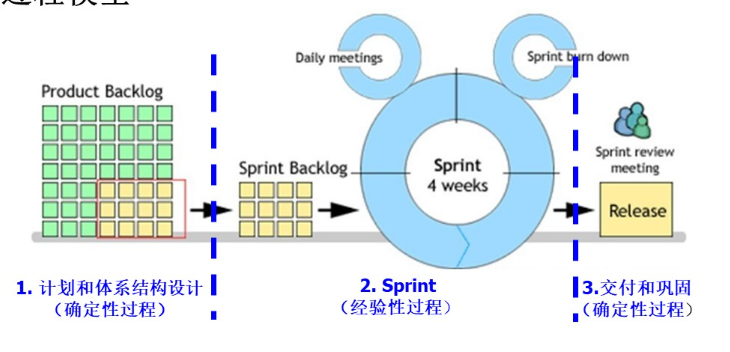 过程模型
Daily meetings
Sprint burn down
Product Backlog
Sprint Backlog
Sprint
4 weeks
Sprint review
meeting
Release
1. 计划和体系结构设计
（确定性过程）
2. Sprint
（经验性过程）
3.交付和巩固
（确定性过程）